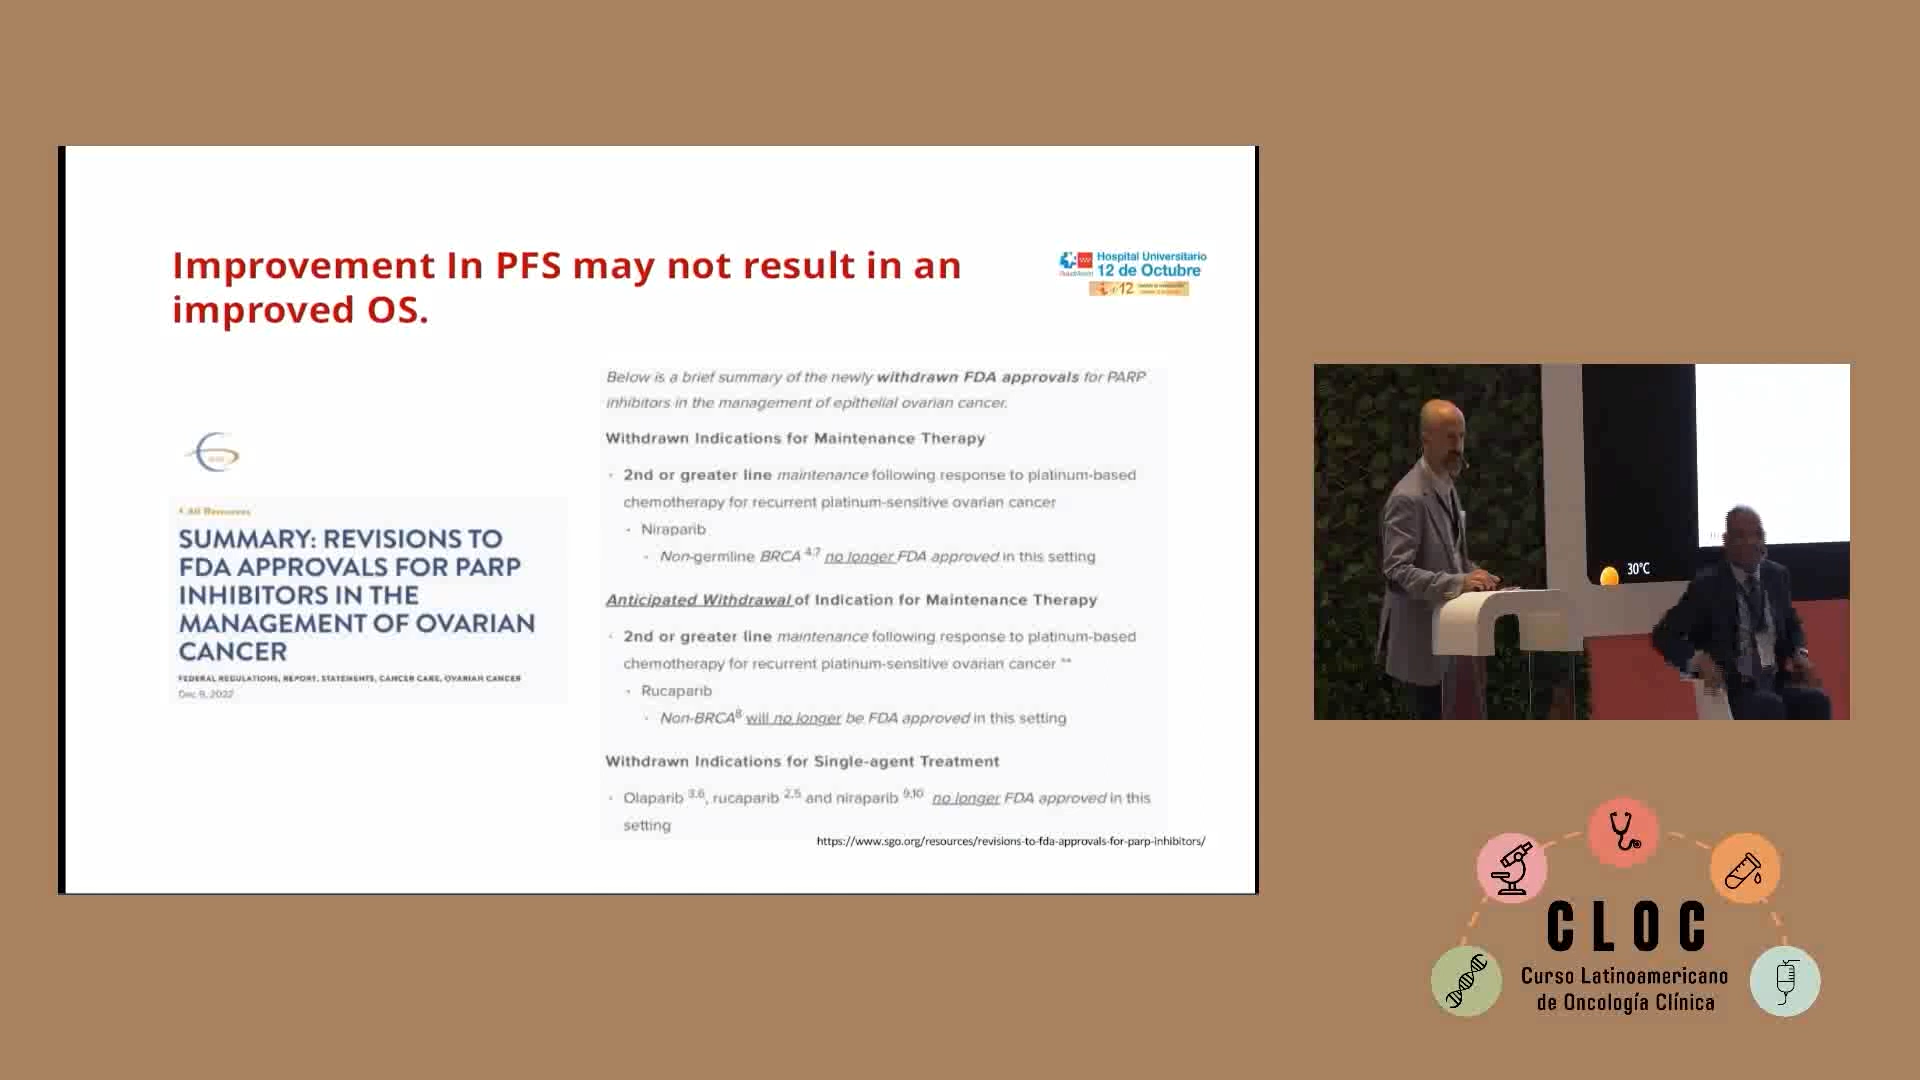 Improvement In PFS may not result in an
improved OS.
Hospital Universitario
12 de Octubre
i+12
Below is a brief summary of the newly withdrawn FDA approvals for PARP
inhibitors in the management of epithelial ovarian cancer.
Withdrawn Indications for Maintenance Therapy
· 2nd or greater line maintenance following response to platinum-based
chemotherapy for recurrent platinum-sensitive ovarian cancer
· Niraparib
· Non-germline BRCA 4,7 no longer FDA approved in this setting
Anticipated Withdrawal of Indication for Maintenance Therapy
· 2nd or greater line maintenance following response to platinum-based
chemotherapy for recurrent platinum-sensitive ovarian cancer **
· Rucaparib
· Non-BRCA8 will no longer be FDA approved in this setting
Withdrawn Indications for Single-agent Treatment
· Olaparib 3,6, rucaparib 2,5 and niraparib 9,10 no longer FDA approved in this
setting
https://www.sgo.org/resources/revisions-to-fda-approvals-for-parp-inhibitors/
All Resources
SUMMARY: REVISIONS TO
FDA APPROVALS FOR PARP
INHIBITORS IN THE
MANAGEMENT OF OVARIAN
CANCER
FEDERAL REGULATIONS, REPORT, STATEMENTS, CANCER CARE, OVARIAN CANCER
Dec 9, 2022
30°C
CLOC
Curso Latinoamericano
de Oncología Clínica